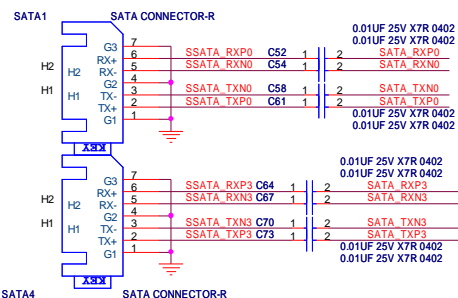 SATA1 SATA CONNECTOR-R
0.01UF 25V X7R 0402
0.01UF 25V X7R 0402
G3 7
H2 H2 RX+ 6 SSATA_RXP0 C52 1 2 SATA_RXP0
RX- 5 SSATA_RXN0 C54 1 2 SATA_RXN0
G2 4
H1 H1 TX- 3 SSATA_TXN0 C58 1 2 SATA_TXN0
TX+ 2 SSATA_TXP0 C61 1 2 SATA_TXP0
G1 1
0.01UF 25V X7R 0402
0.01UF 25V X7R 0402
KEY
0.01UF 25V X7R 0402
0.01UF 25V X7R 0402
G3 7
H2 H2 RX+ 6 SSATA_RXP3 C64 1 2 SATA_RXP3
RX- 5 SSATA_RXN3 C67 1 2 SATA_RXN3
G2 4
H1 H1 TX- 3 SSATA_TXN3 C70 1 2 SATA_TXN3
TX+ 2 SSATA_TXP3 C73 1 2 SATA_TXP3
G1 1
0.01UF 25V X7R 0402
0.01UF 25V X7R 0402
KEY
SATA4 SATA CONNECTOR-R